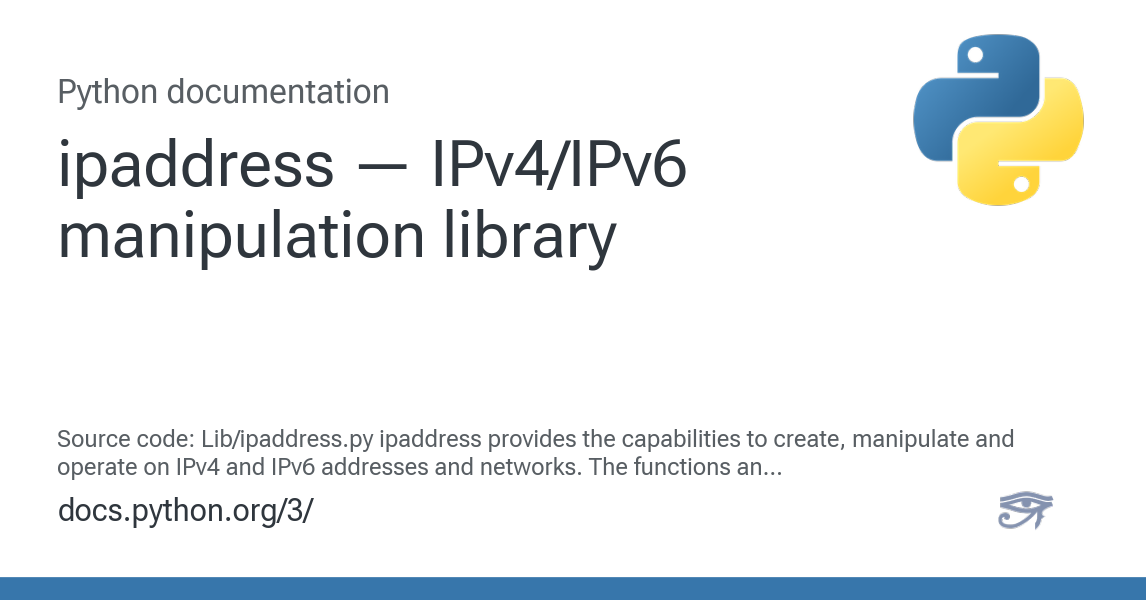 Python documentation
ipaddress — IPv4/IPv6
manipulation library
Source code: Lib/ipaddress.py ipaddress provides the capabilities to create, manipulate and
operate on IPv4 and IPv6 addresses and networks. The functions an...
docs.python.org/3/